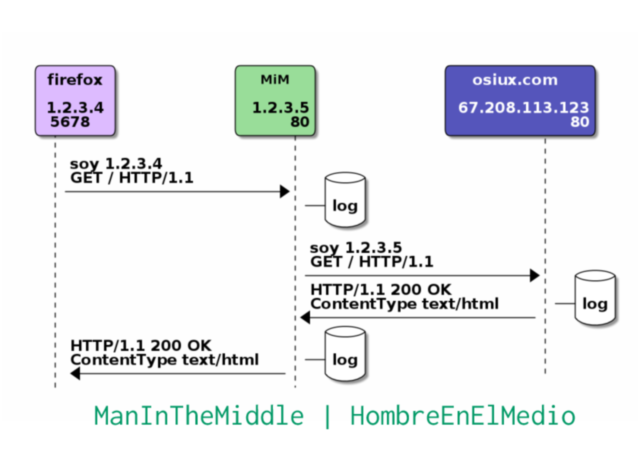 firefox
1.2.3.4
5678
MiM
1.2.3.5
80
osiux.com
67.208.113.123
80
soy 1.2.3.4
GET / HTTP/1.1
log
soy 1.2.3.5
GET / HTTP/1.1
HTTP/1.1 200 OK
ContentType text/html
log
HTTP/1.1 200 OK
ContentType text/html
log
ManInTheMiddle | HombreEnElMedio